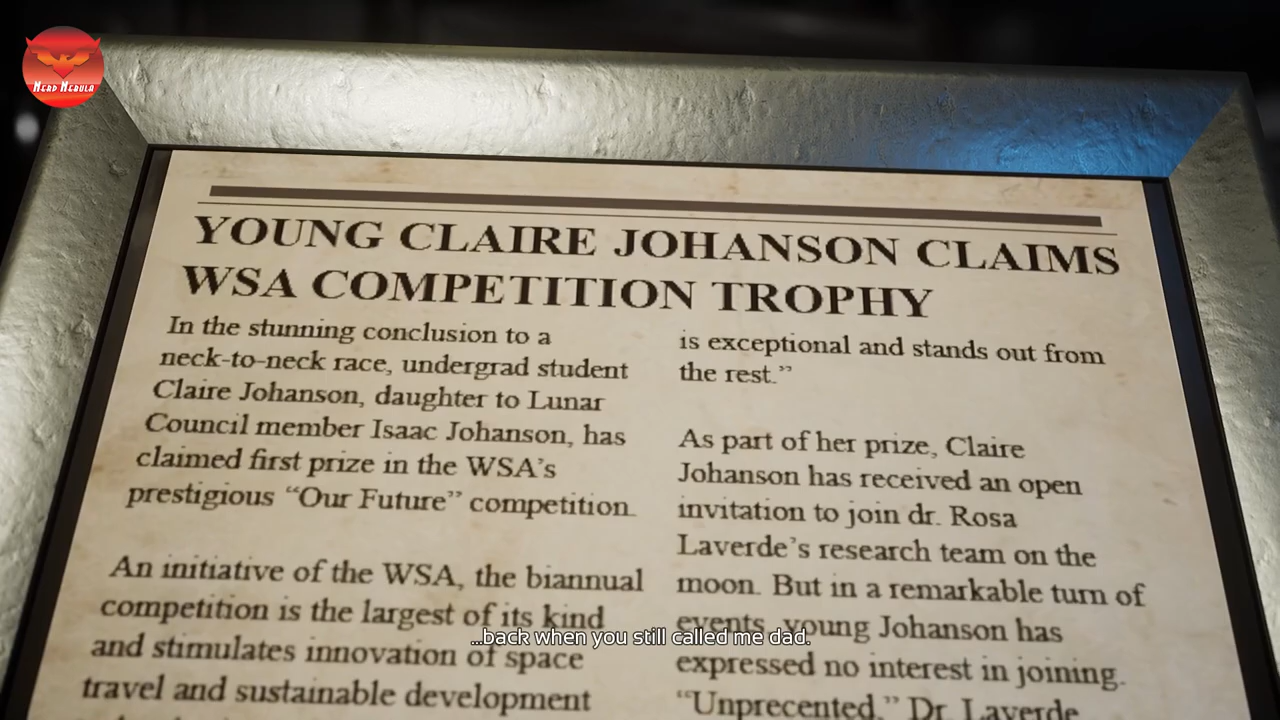 NERD NEBULA
YOUNG CLAIRE JOHANSON CLAIMS
WSA COMPETITION TROPHY
In the stunning conclusion to a
neck-to-neck race, undergrad student
Claire Johanson, daughter to Lunar
Council member Isaac Johanson, has
claimed first prize in the WSA's
prestigious “Our Future” competition.
An initiative of the WSA, the biannual
competition is the largest of its kind
and stimulates innovation of space
travel and sustainable development
is exceptional and stands out from
the rest.”
As part of her prize, Claire
Johanson has received an open
invitation to join dr. Rosa
Laverde's research team on the
moon. But in a remarkable turn of
events, young Johanson has
expressed no interest in joining.
“Unprecented.” Dr. Laverde
...back when you still called me dad.